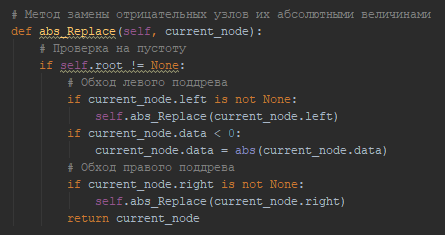 # Метод замены отрицательных узлов их абсолютными величинами
def abs_Replace(self, current_node):
    # Проверка на пустоту
    if self.root != None:
        # Обход левого поддрева
        if current_node.left is not None:
            self.abs_Replace(current_node.left)
        if current_node.data < 0:
            current_node.data = abs(current_node.data)
        # Обход правого поддрева
        if current_node.right is not None:
            self.abs_Replace(current_node.right)
        return current_node